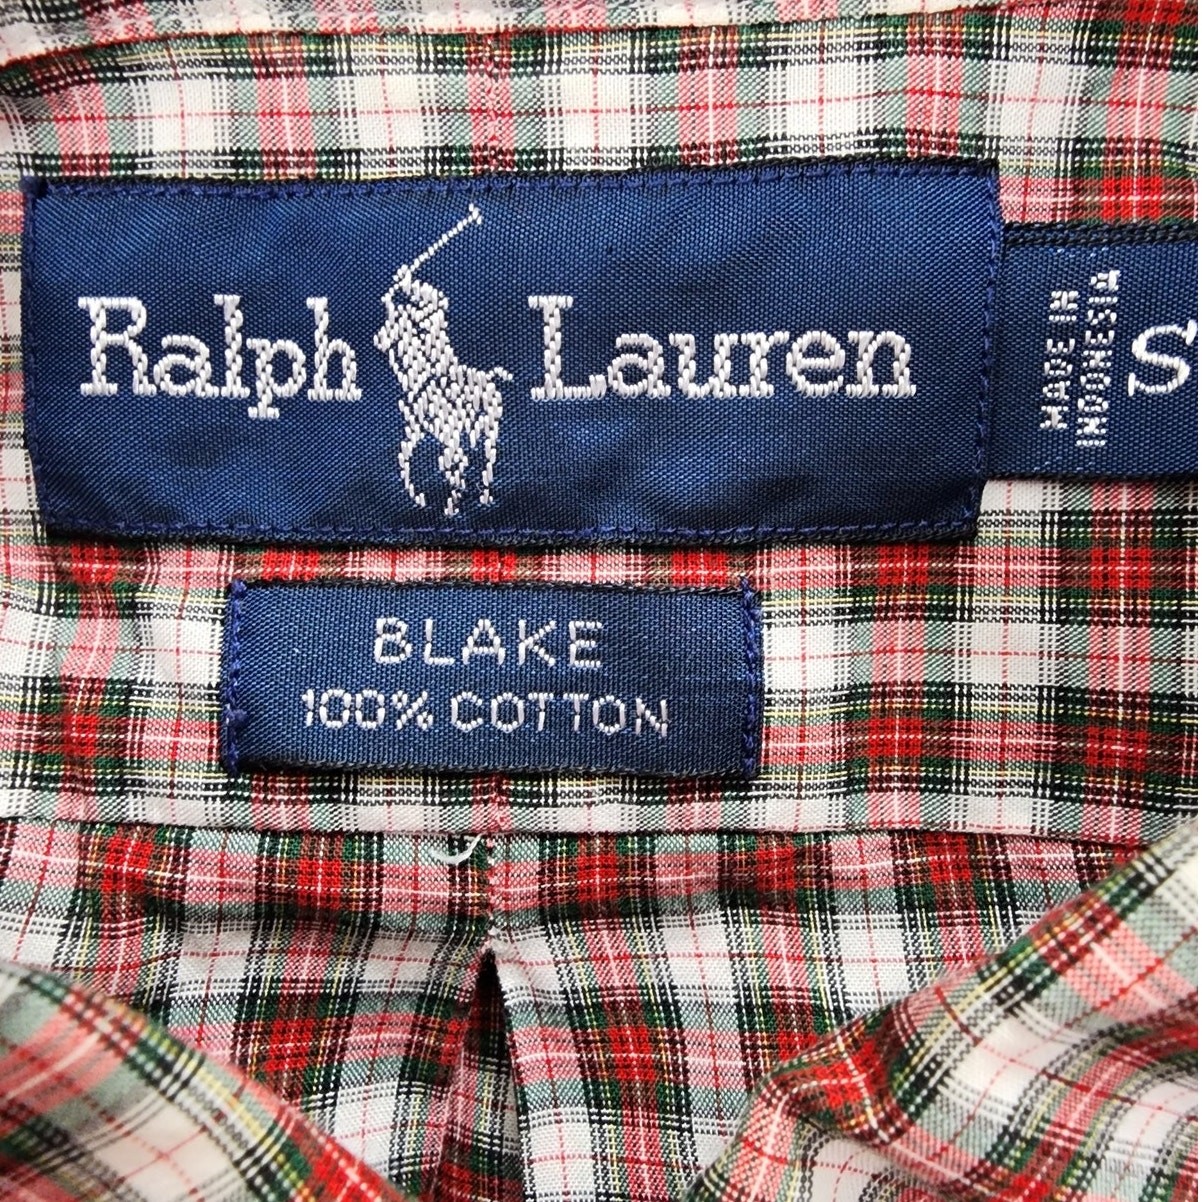 Ralph Lauren
MADE IN
INDONESIA
S
BLAKE
100% COTTON